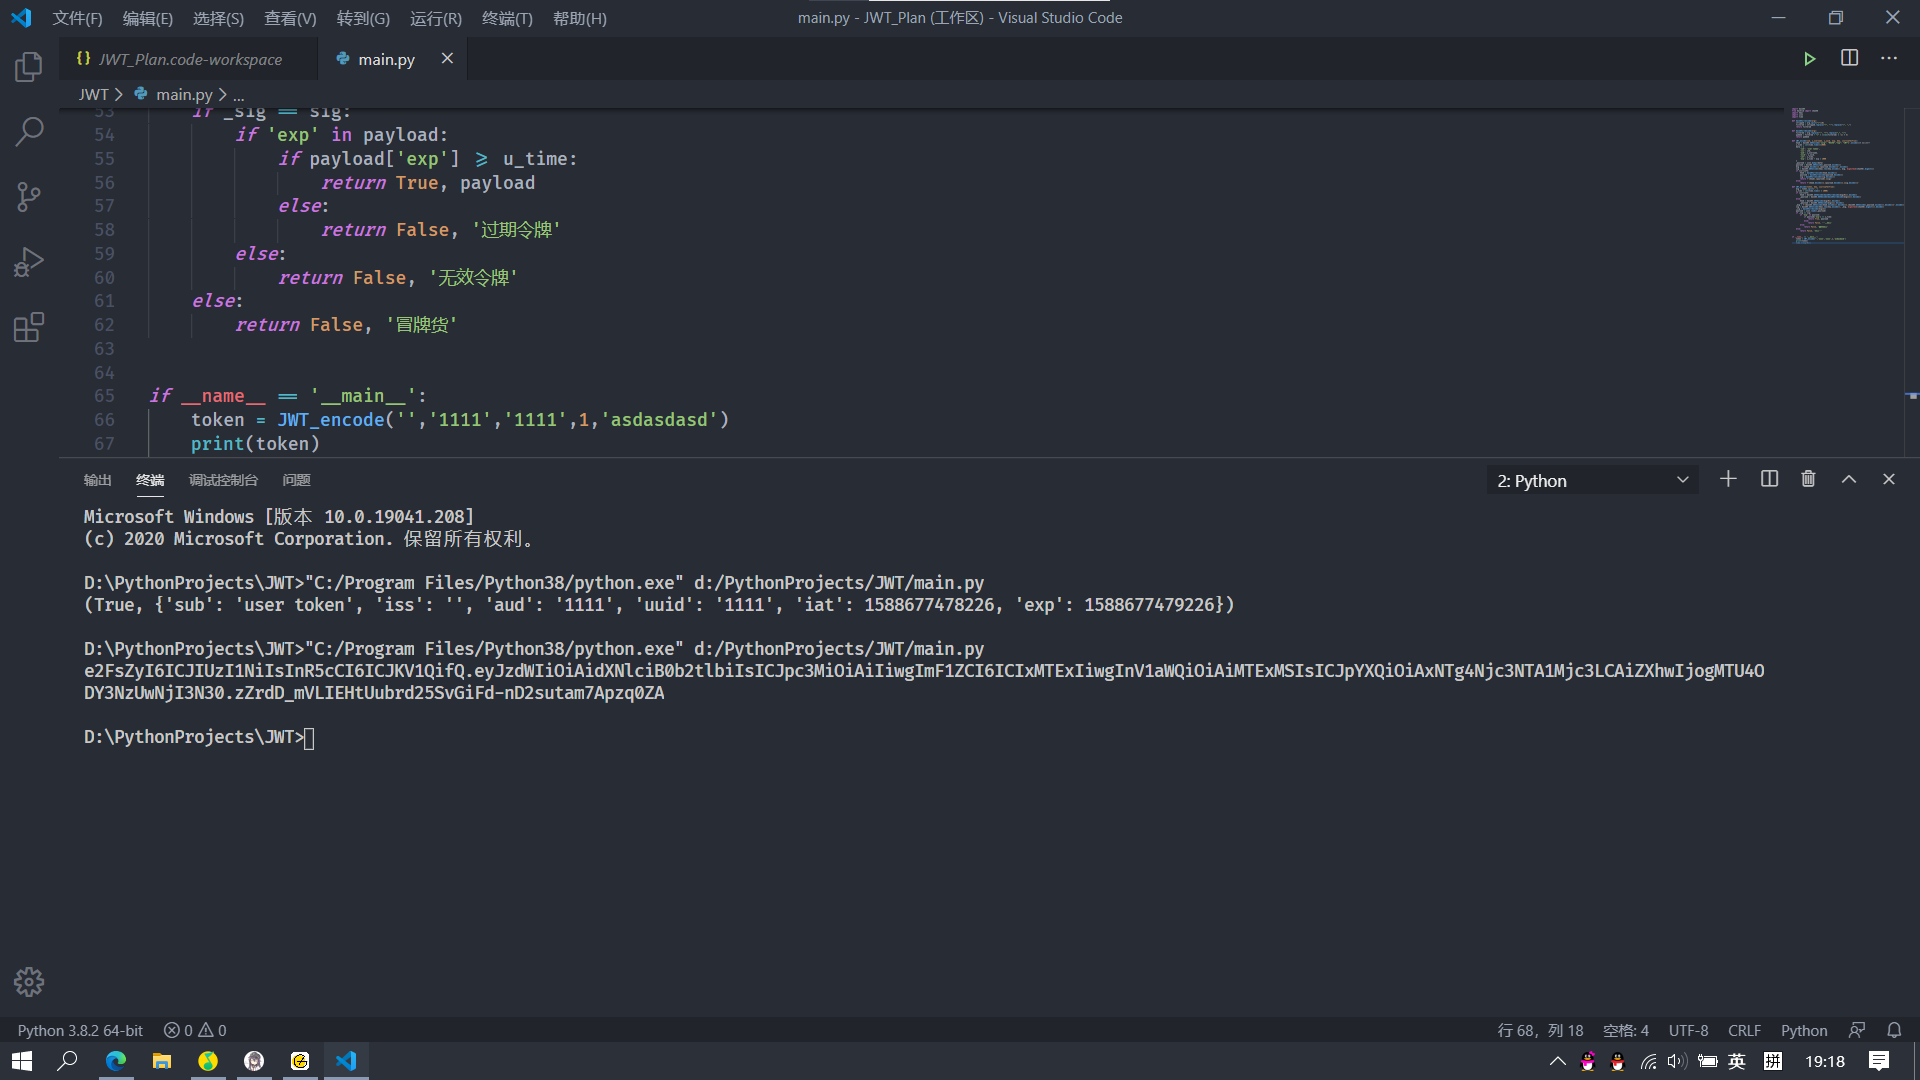 文件(F) 编辑(E) 选择(S) 查看(V) 转到(G) 运行(R) 终端(T) 帮助(H) main.py - JWT_Plan (工作区) - Visual Studio Code
{} JWT_Plan.code-workspace main.py
JWT > main.py > ...
53 if _sig == sig:
54 if 'exp' in payload:
55 if payload['exp'] >= u_time:
56 return True, payload
57 else:
58 return False, '过期令牌'
59 else:
60 return False, '无效令牌'
61 else:
62 return False, '冒牌货'
63
64
65 if __name__ == '__main__':
66 token = JWT_encode('','1111','1111',1,'asdasdasd')
67 print(token)
输出 终端 调试控制台 问题 2: Python
Microsoft Windows [版本 10.0.19041.208]
(c) 2020 Microsoft Corporation. 保留所有权利。
D:\PythonProjects\JWT>"C:/Program Files/Python38/python.exe" d:/PythonProjects/JWT/main.py
(True, {'sub': 'user token', 'iss': '', 'aud': '1111', 'uuid': '1111', 'iat': 1588677478226, 'exp': 1588677479226})
D:\PythonProjects\JWT>"C:/Program Files/Python38/python.exe" d:/PythonProjects/JWT/main.py
e2FsZyI6ICJIUzI1NiIsInR5cCI6ICJKV1QifQ.eyJzdWIiOiAidXNlciB0b2tlbiIsICJpc3MiOiAiIiwgImF1ZCI6ICIxMTExIiwgInV1aWQiOiAiMTExMSIsICJpYXQiOiAxNTg4Njc3NTA1Mjc3LCAiZXhwIjogMTU4O
DY3NzUwNjI3N30.zZrdD_mVLIEHtUubrd25SvGiFd-nD2sutam7Apzq0ZA
D:\PythonProjects\JWT>
Python 3.8.2 64-bit 0 0 行 68，列 18 空格: 4 UTF-8 CRLF Python
英 拼 19:18